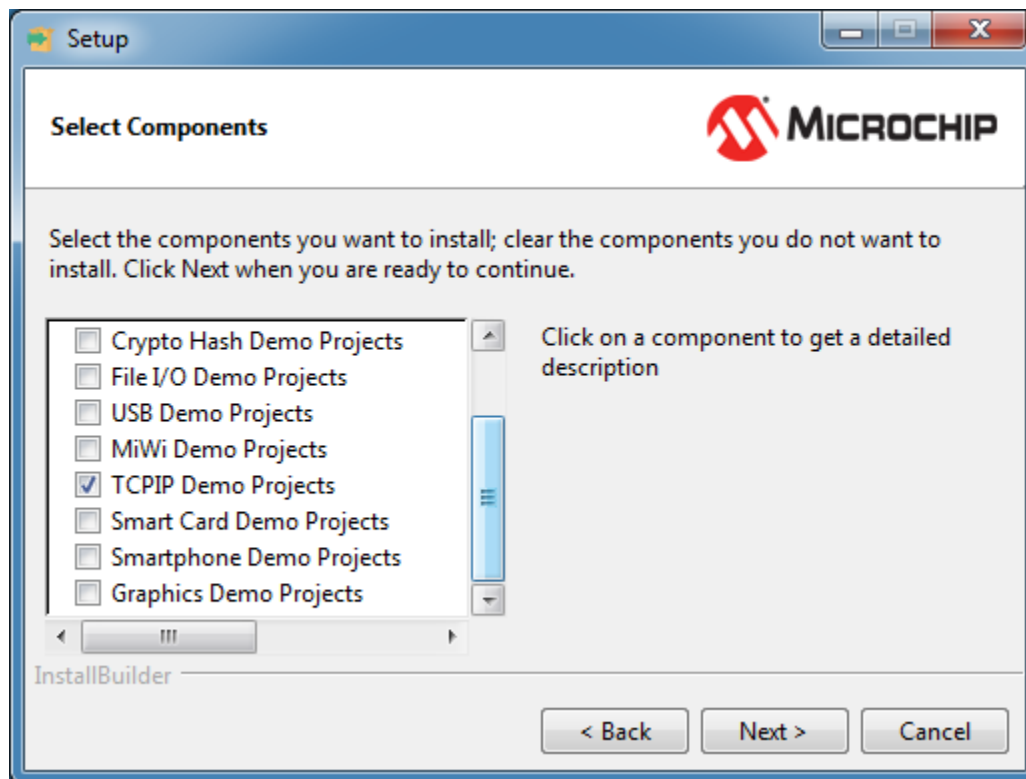 Setup
Select Components
MICROCHIP
Select the components you want to install; clear the components you do not want to
install. Click Next when you are ready to continue.
Crypto Hash Demo Projects
File I/O Demo Projects
USB Demo Projects
MiWi Demo Projects
TCPIP Demo Projects
Smart Card Demo Projects
Smartphone Demo Projects
Graphics Demo Projects
Click on a component to get a detailed
description
InstallBuilder
< Back
Next >
Cancel